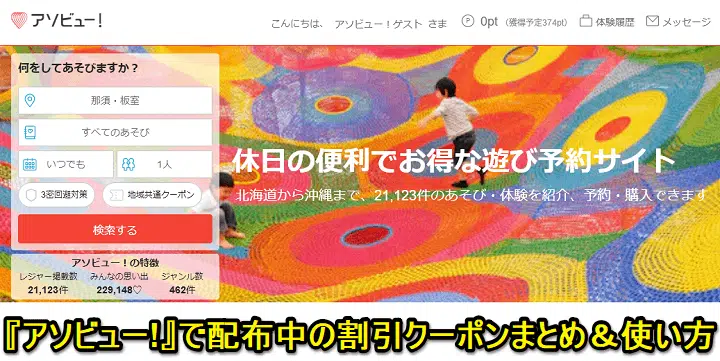 アソビュー!
こんにちは、 アソビュー!ゲスト さま
P 0pt (獲得予定374pt)
体験履歴
メッセージ
何をしてあそびますか?
那須・板室
すべてのあそび
いつでも
1人
3密回避対策
地域共通クーポン
検索する
アソビュー!の特徴
レジャー掲載数 みんなの思い出 ジャンル数
21,123件 229,148♡ 462件
休日の便利でお得な遊び予約サイト
北海道から沖縄まで、21,123件のあそび・体験を紹介、予約・購入できます
『アソビュー!』で配布中の割引クーポンまとめ&使い方